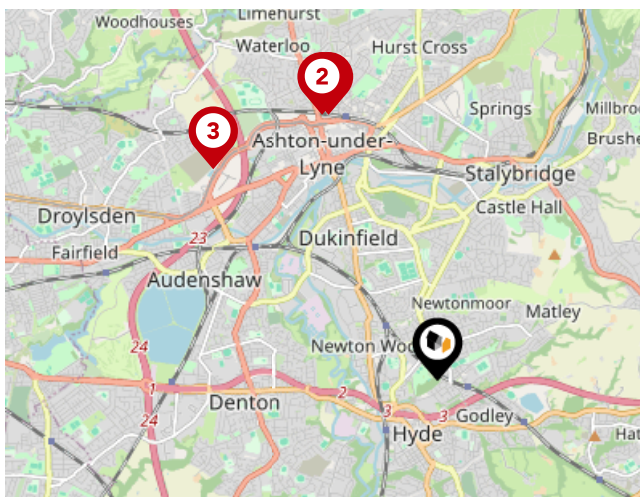 Limehurst
Woodhouses
Waterloo
Hurst Cross
2
Springs
Millbro
3
Ashton-under-
Lyne
Brushe
Stalybridge
Castle Hall
Droylsden
23
Fairfield
Dukinfield
Audenshaw
Newtonmoor
Matley
Newton Woo
24
1
2
Denton
3
3
24
Godley
Hyde
Hat